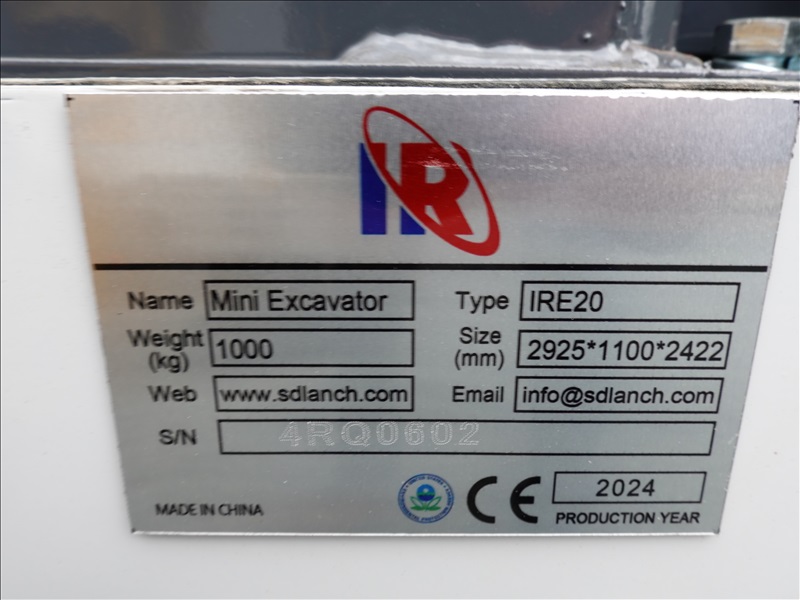 IR
Name Mini Excavator Type IRE20
Weight (kg) 1000 Size (mm) 2925*1100*2422
Web www.sdlanch.com Email info@sdlanch.com
S/N 4RQ0602
MADE IN CHINA CE 2024
PRODUCTION YEAR